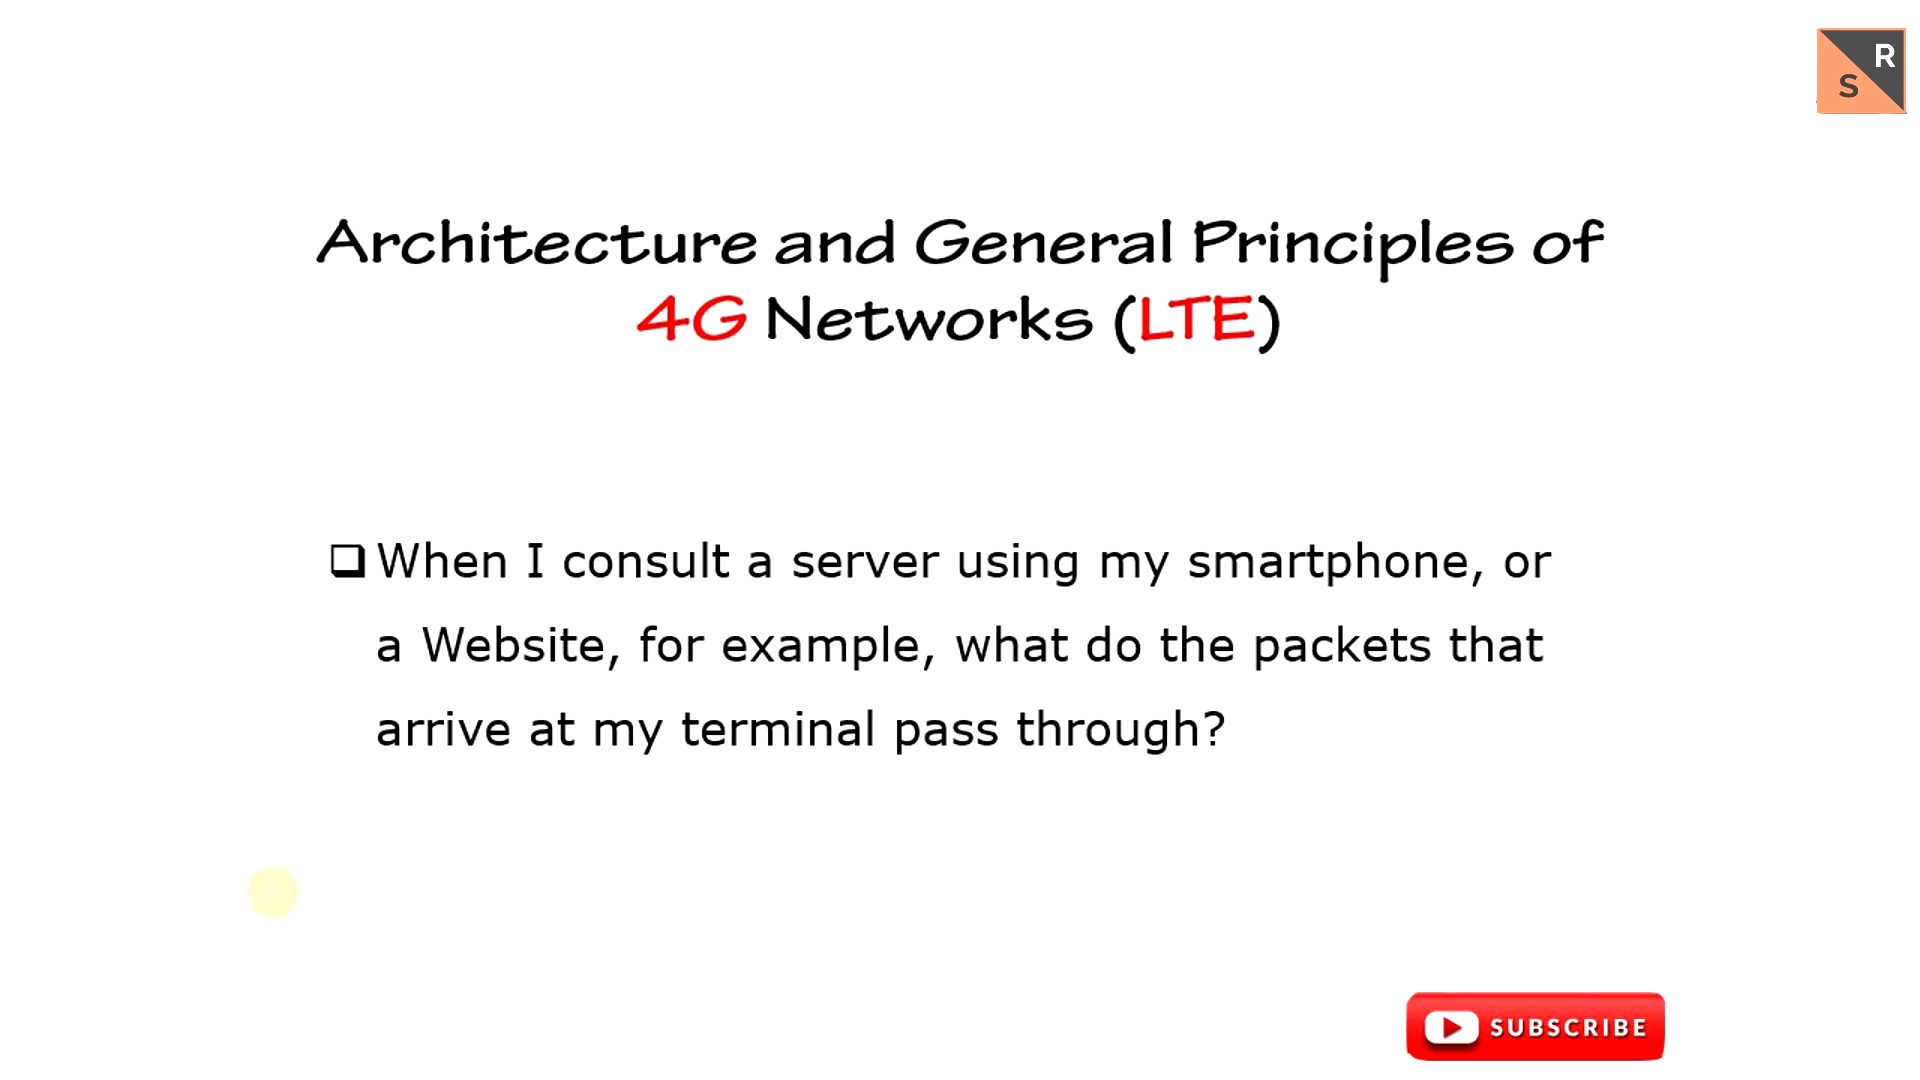 R
S
Architecture and General Principles of
4G Networks (LTE)
When I consult a server using my smartphone, or
a Website, for example, what do the packets that
arrive at my terminal pass through?
SUBSCRIBE